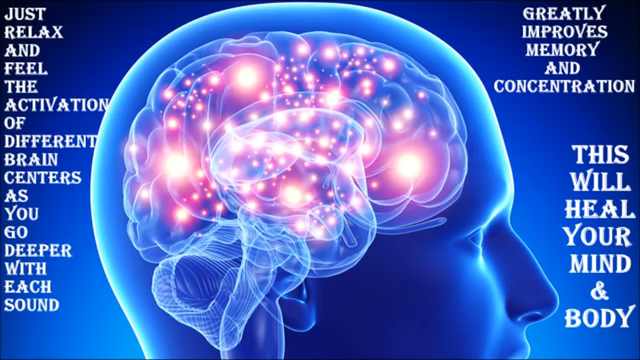 JUST
RELAX
AND
FEEL
THE
ACTIVATION
OF
DIFFERENT
BRAIN
CENTERS
AS
YOU
GO
DEEPER
WITH
EACH
SOUND
GREATLY
IMPROVES
MEMORY
AND
CONCENTRATION
THIS
WILL
HEAL
YOUR
MIND
&
BODY